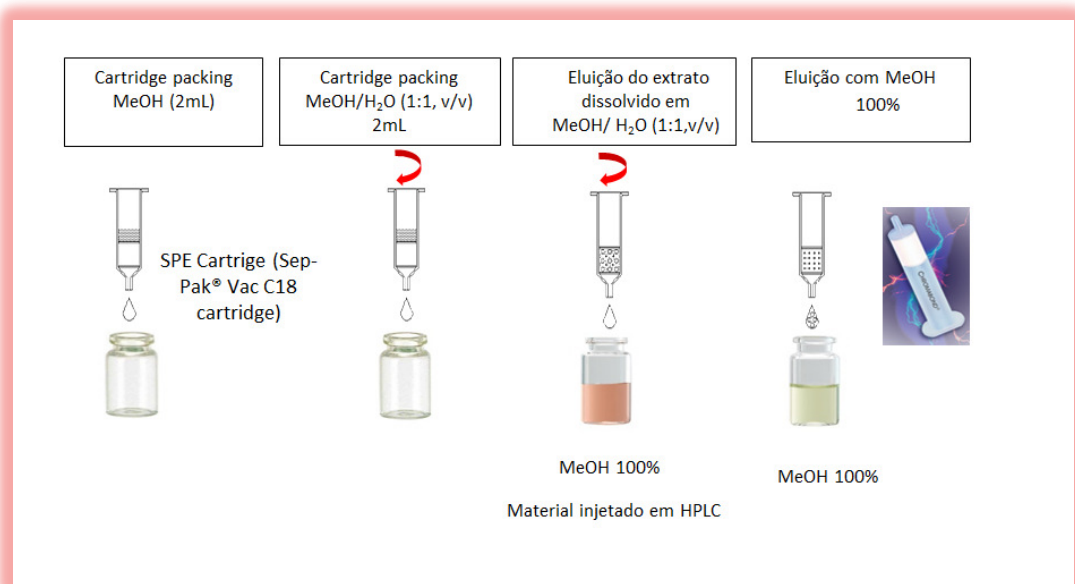 Cartridge packing
MeOH (2mL)
Cartridge packing
MeOH/H₂O (1:1, v/v)
2mL
Eluição do extrato
dissolvido em
MeOH/ H₂O (1:1,v/v)
Eluição com MeOH
100%
SPE Cartrige (Sep-
Pak® Vac C18
cartridge)
CHROMABOND®
MeOH 100%
MeOH 100%
Material injetado em HPLC